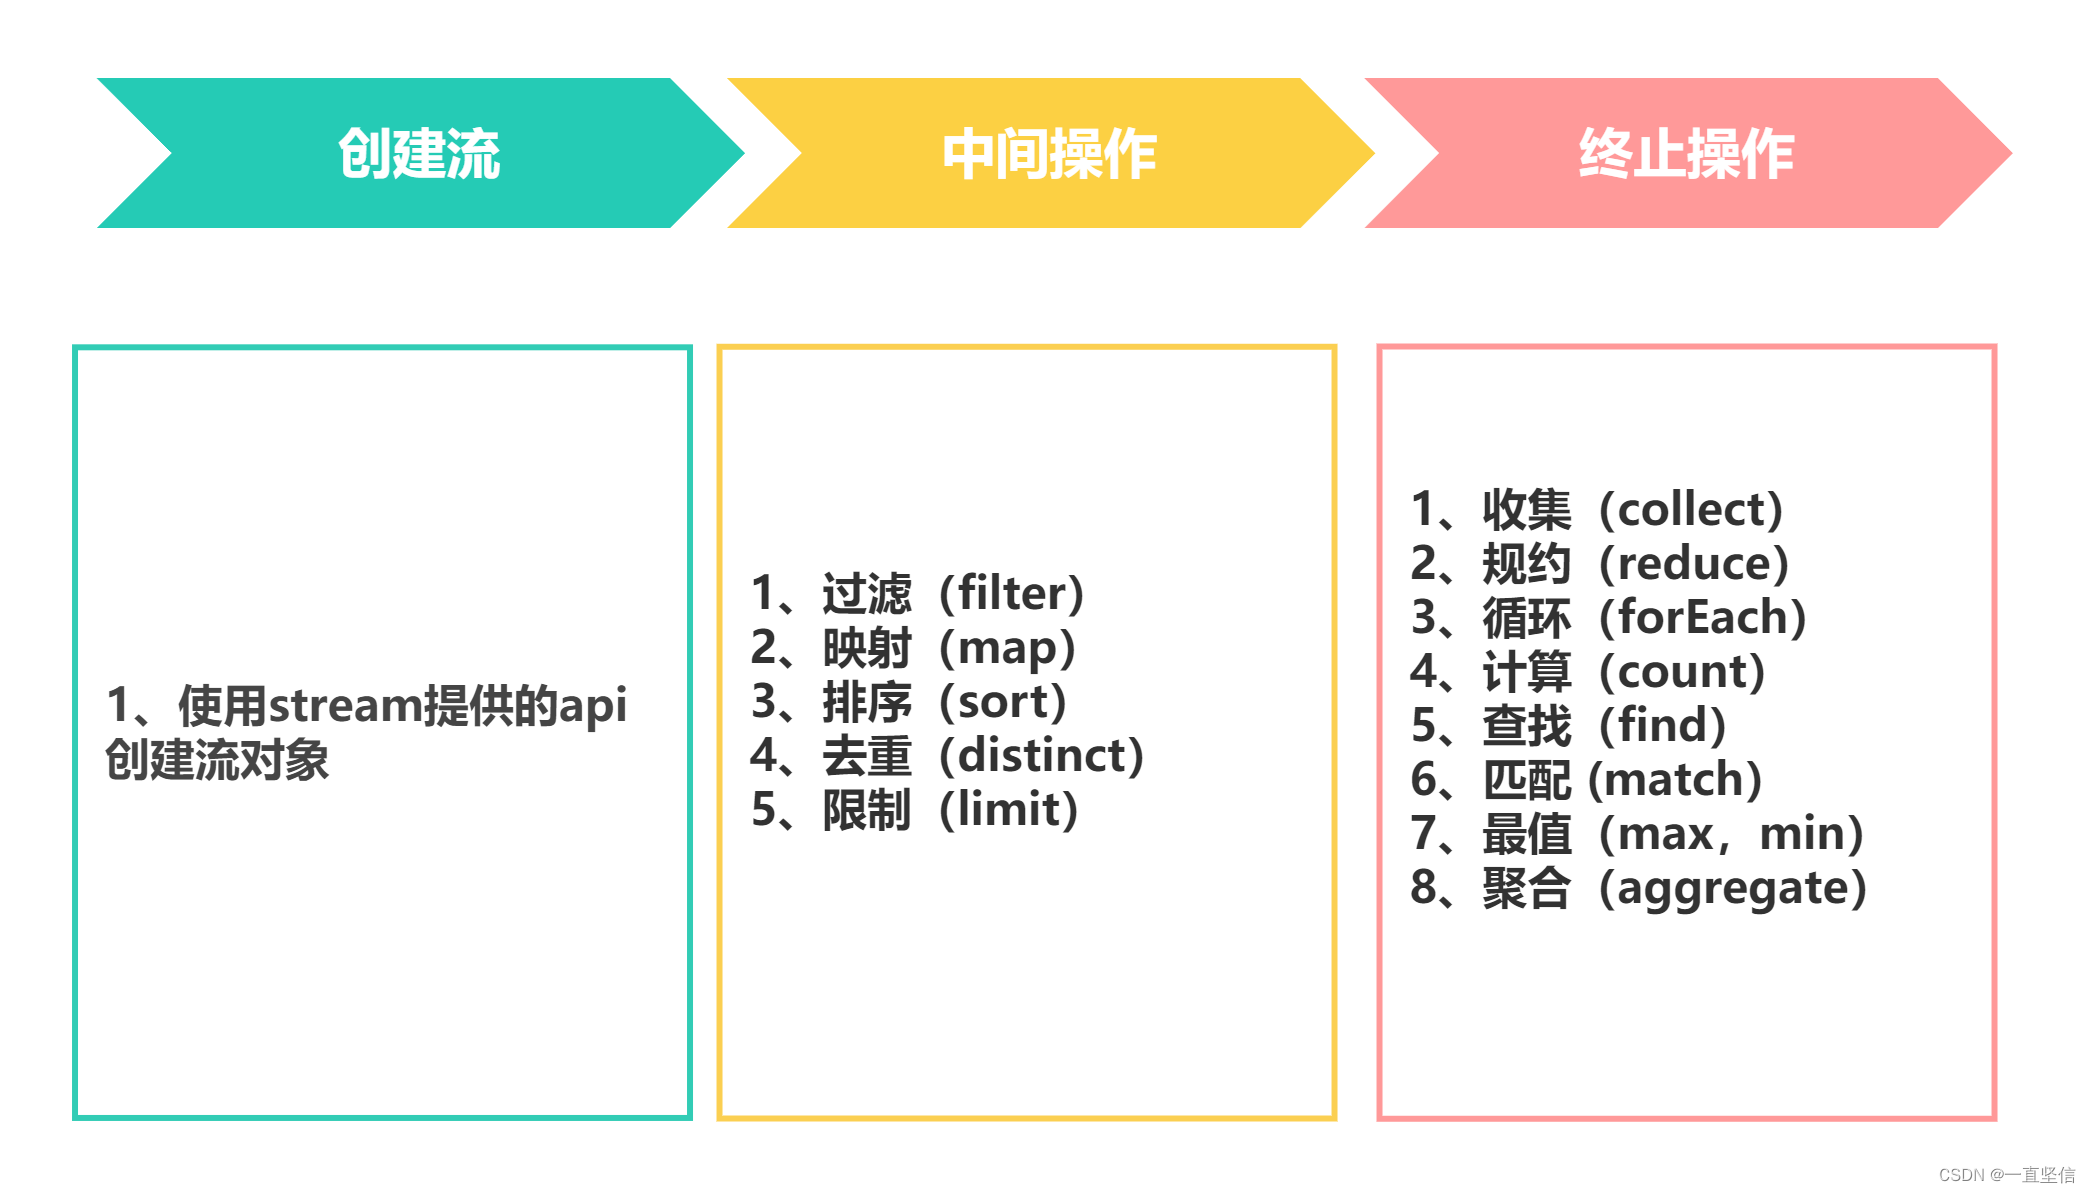 创建流
中间操作
终止操作
1、使用stream提供的api
创建流对象
1、过滤（filter）
2、映射（map）
3、排序（sort）
4、去重（distinct）
5、限制（limit）
1、收集（collect）
2、规约（reduce）
3、循环（forEach）
4、计算（count）
5、查找（find）
6、匹配 (match）
7、最值（max，min）
8、聚合（aggregate）
CSDN @一直坚信